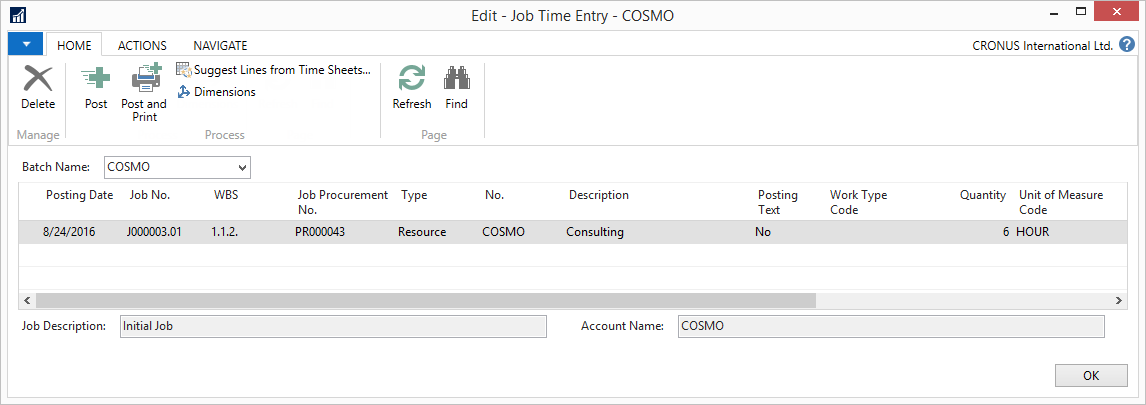 Edit - Job Time Entry - COSMO
HOME ACTIONS NAVIGATE CRONUS International Ltd. ?
Delete
Post
Post and
Print
Suggest Lines from Time Sheets...
Dimensions
Refresh
Find
Manage Process Page
Batch Name: COSMO
Posting Date Job No. WBS Job Procurement Type No. Description Posting Work Type Quantity Unit of Measure
No. Text Code Code
8/24/2016 J000003.01 1.1.2. PR000043 Resource COSMO Consulting No 6 HOUR
Job Description: Initial Job Account Name: COSMO
OK